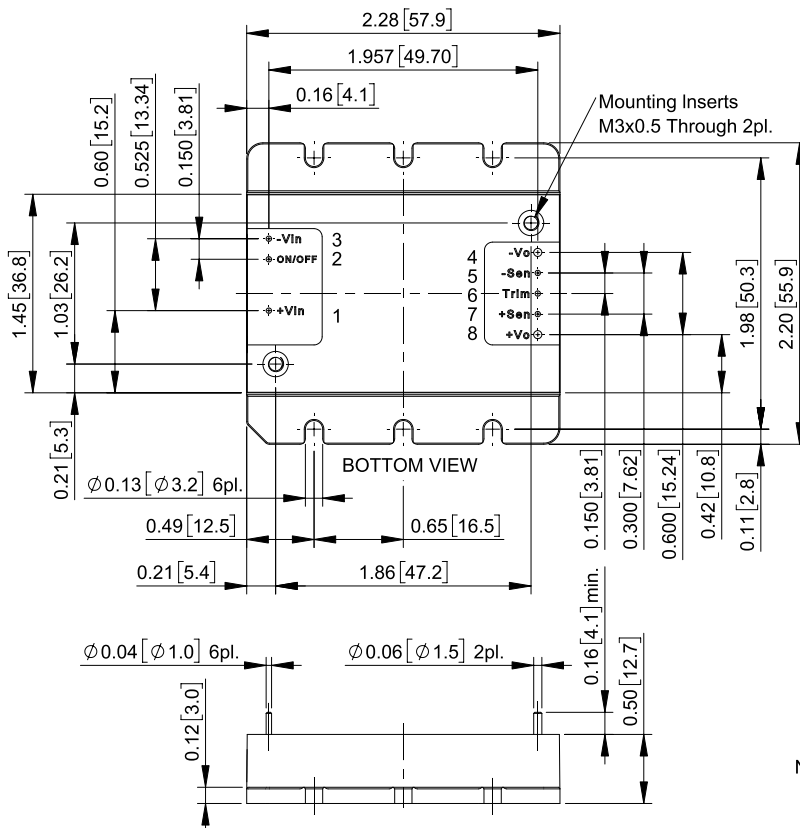 2.28 [57.9]
1.957 [49.70]
0.16 [4.1]
Mounting Inserts
M3x0.5 Through 2pl.
0.60 [15.2]
0.525 [13.34]
0.150 [3.81]
1.45 [36.8]
1.03 [26.2]
0.21 [5.3]
-Vin 3
ON/OFF 2
+Vin 1
4 -Vo
5 -Sen
6 Trim
7 +Sen
8 +Vo
1.98 [50.3]
2.20 [55.9]
0.150 [3.81]
0.300 [7.62]
0.600 [15.24]
0.42 [10.8]
0.11 [2.8]
BOTTOM VIEW
Ø0.13 [Ø3.2] 6pl.
0.49 [12.5]
0.65 [16.5]
0.21 [5.4]
1.86 [47.2]
Ø0.04 [Ø1.0] 6pl.
Ø0.06 [Ø1.5] 2pl.
0.16 [4.1] min.
0.50 [12.7]
0.12 [3.0]